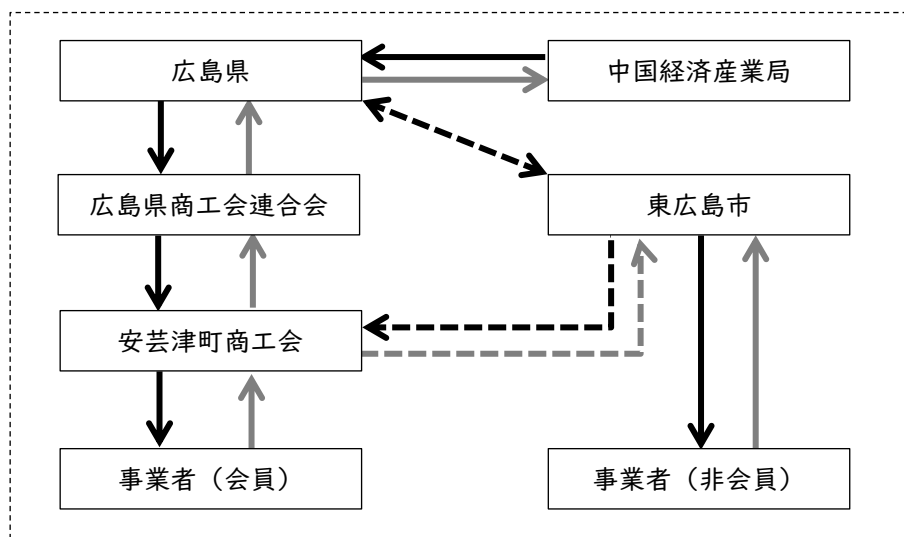 広島県
中国経済産業局
広島県商工会連合会
東広島市
安芸津町商工会
事業者（会員）
事業者（非会員）